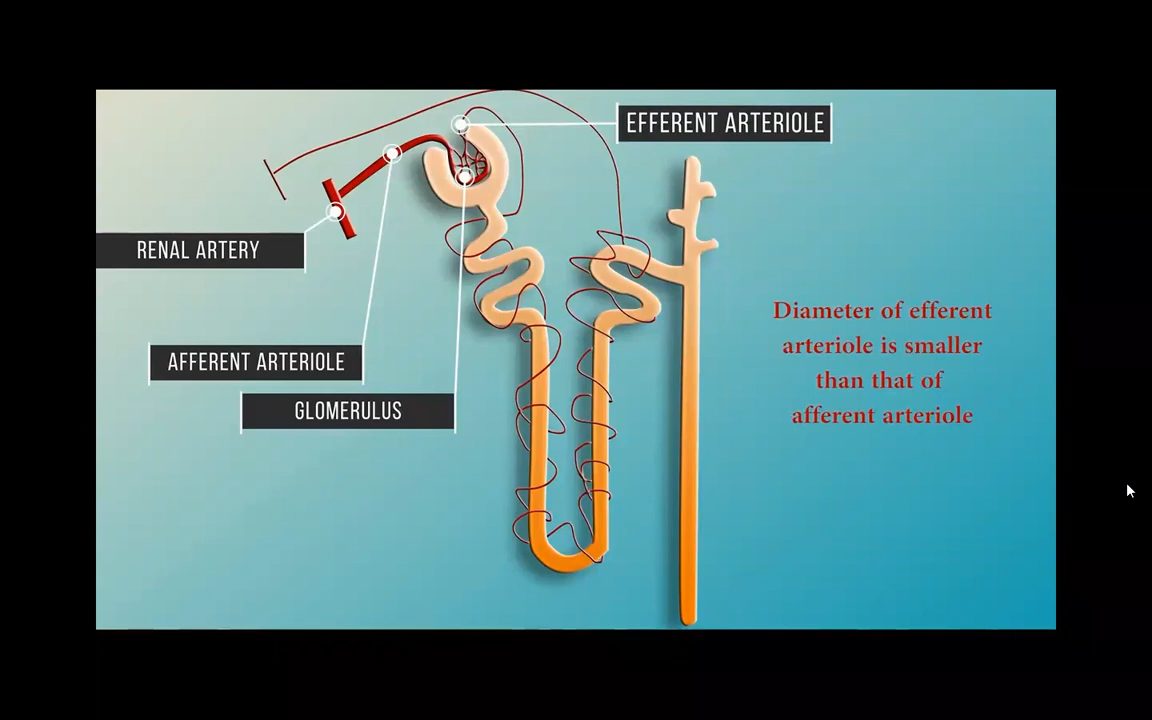 EFFERENT ARTERIOLE
RENAL ARTERY
AFFERENT ARTERIOLE
GLOMERULUS
Diameter of efferent
arteriole is smaller
than that of
afferent arteriole